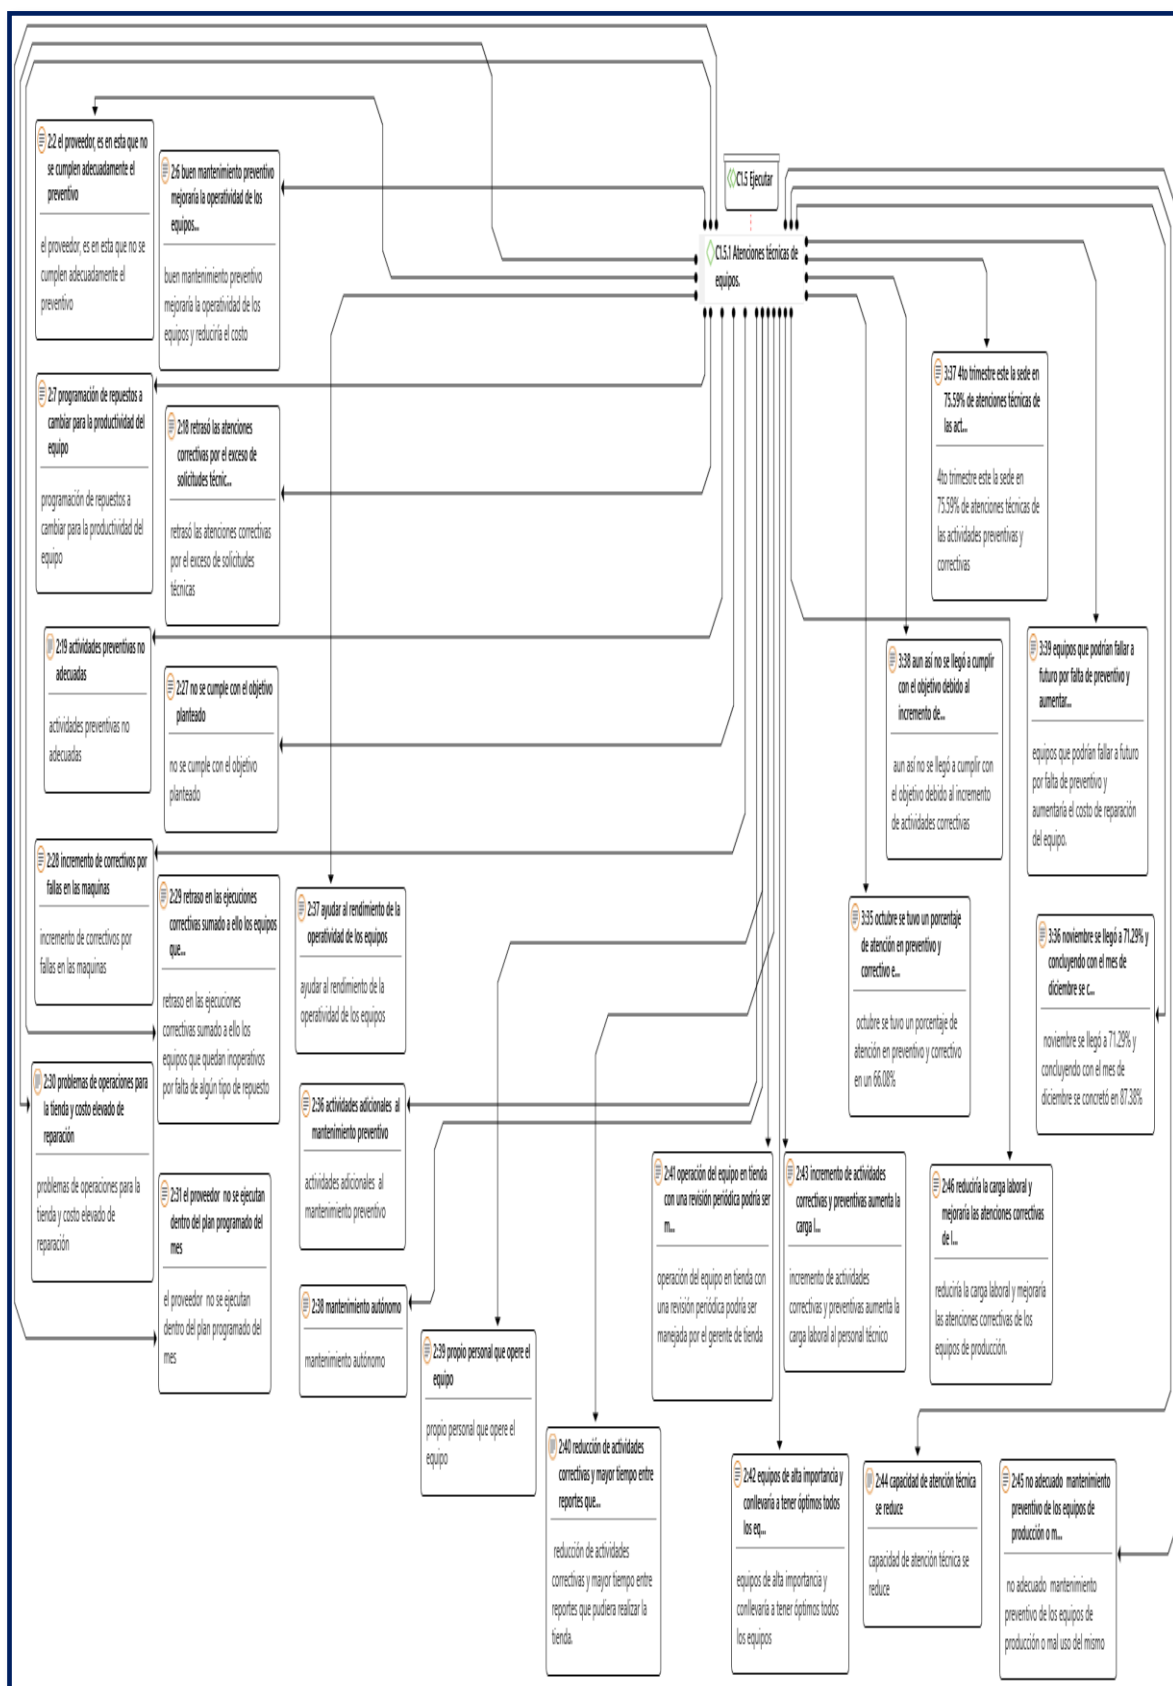 C1.5 Ejecutar
C1.5.1 Atenciones técnicas de
equipos.
2:2 el proveedor, es en esta que no
se cumplen adecuadamente el
preventivo
el proveedor, es en esta que no se
cumplen adecuadamente el
preventivo
2:6 buen mantenimiento preventivo
mejoraría la operatividad de los
equipos...
buen mantenimiento preventivo
mejoraría la operatividad de los
equipos y reduciría el costo
2:7 programación de repuestos a
cambiar para la productividad del
equipo
programación de repuestos a
cambiar para la productividad del
equipo
2:18 retrasó las atenciones
correctivas por el exceso de
solicitudes técnic...
retrasó las atenciones correctivas
por el exceso de solicitudes
técnicas
2:19 actividades preventivas no
adecuadas
actividades preventivas no
adecuadas
2:27 no se cumple con el objetivo
planteado
no se cumple con el objetivo
planteado
2:28 incremento de correctivos por
fallas en las maquinas
incremento de correctivos por
fallas en las maquinas
2:29 retraso en las ejecuciones
correctivas sumado a ello los equipos
que...
retraso en las ejecuciones
correctivas sumado a ello los
equipos que quedan inoperativos
por falta de algún tipo de repuesto
2:37 ayudar al rendimiento de la
operatividad de los equipos
ayudar al rendimiento de la
operatividad de los equipos
2:30 problemas de operaciones para
la tienda y costo elevado de
reparación
problemas de operaciones para la
tienda y costo elevado de
reparación
2:31 el proveedor no se ejecutan
dentro del plan programado del
mes
el proveedor no se ejecutan
dentro del plan programado del
mes
2:36 actividades adicionales al
mantenimiento preventivo
actividades adicionales al
mantenimiento preventivo
2:38 mantenimiento autónomo
mantenimiento autónomo
2:39 propio personal que opere el
equipo
propio personal que opere el
equipo
2:40 reducción de actividades
correctivas y mayor tiempo entre
reportes que...
reducción de actividades
correctivas y mayor tiempo entre
reportes que pudiera realizar la
tienda.
3:37 4to trimestre este la sede en
75.59% de atenciones técnicas de
las act...
4to trimestre este la sede en
75.59% de atenciones técnicas de
las actividades preventivas y
correctivas
3:38 aun así no se llegó a cumplir
con el objetivo debido al
incremento de...
aun así no se llegó a cumplir con
el objetivo debido al incremento
de actividades correctivas
3:39 equipos que podrían fallar a
futuro por falta de preventivo y
aumentar...
equipos que podrían fallar a futuro
por falta de preventivo y
aumentaría el costo de reparación
del equipo.
3:35 octubre se tuvo un porcentaje
de atención en preventivo y
correctivo e...
octubre se tuvo un porcentaje de
atención en preventivo y correctivo
en un 66.08%
3:36 noviembre se llegó a 71.29% y
concluyendo con el mes de
diciembre se c...
noviembre se llegó a 71.29% y
concluyendo con el mes de
diciembre se concretó en 87.38%
2:41 operación del equipo en tienda
con una revisión periódica podría ser
m...
operación del equipo en tienda con
una revisión periódica podría ser
manejada por el gerente de tienda
2:43 incremento de actividades
correctivas y preventivas aumenta la
carga l...
incremento de actividades
correctivas y preventivas aumenta la
carga laboral al personal técnico
2:46 reduciría la carga laboral y
mejoraría las atenciones correctivas
de l...
reduciría la carga laboral y mejoraría
las atenciones correctivas de los
equipos de producción.
2:42 equipos de alta importancia y
conllevaría a tener óptimos todos
los eq...
equipos de alta importancia y
conllevaría a tener óptimos todos
los equipos
2:44 capacidad de atención técnica
se reduce
capacidad de atención técnica se
reduce
2:45 no adecuado mantenimiento
preventivo de los equipos de
producción o m...
no adecuado mantenimiento
preventivo de los equipos de
producción o mal uso del mismo